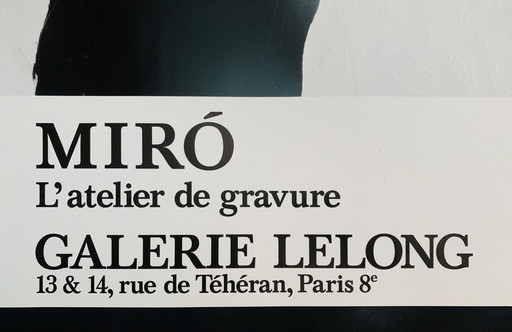 MIRÓ
L'atelier de gravure
GALERIE LELONG
13 & 14, rue de Téhéran, Paris 8e